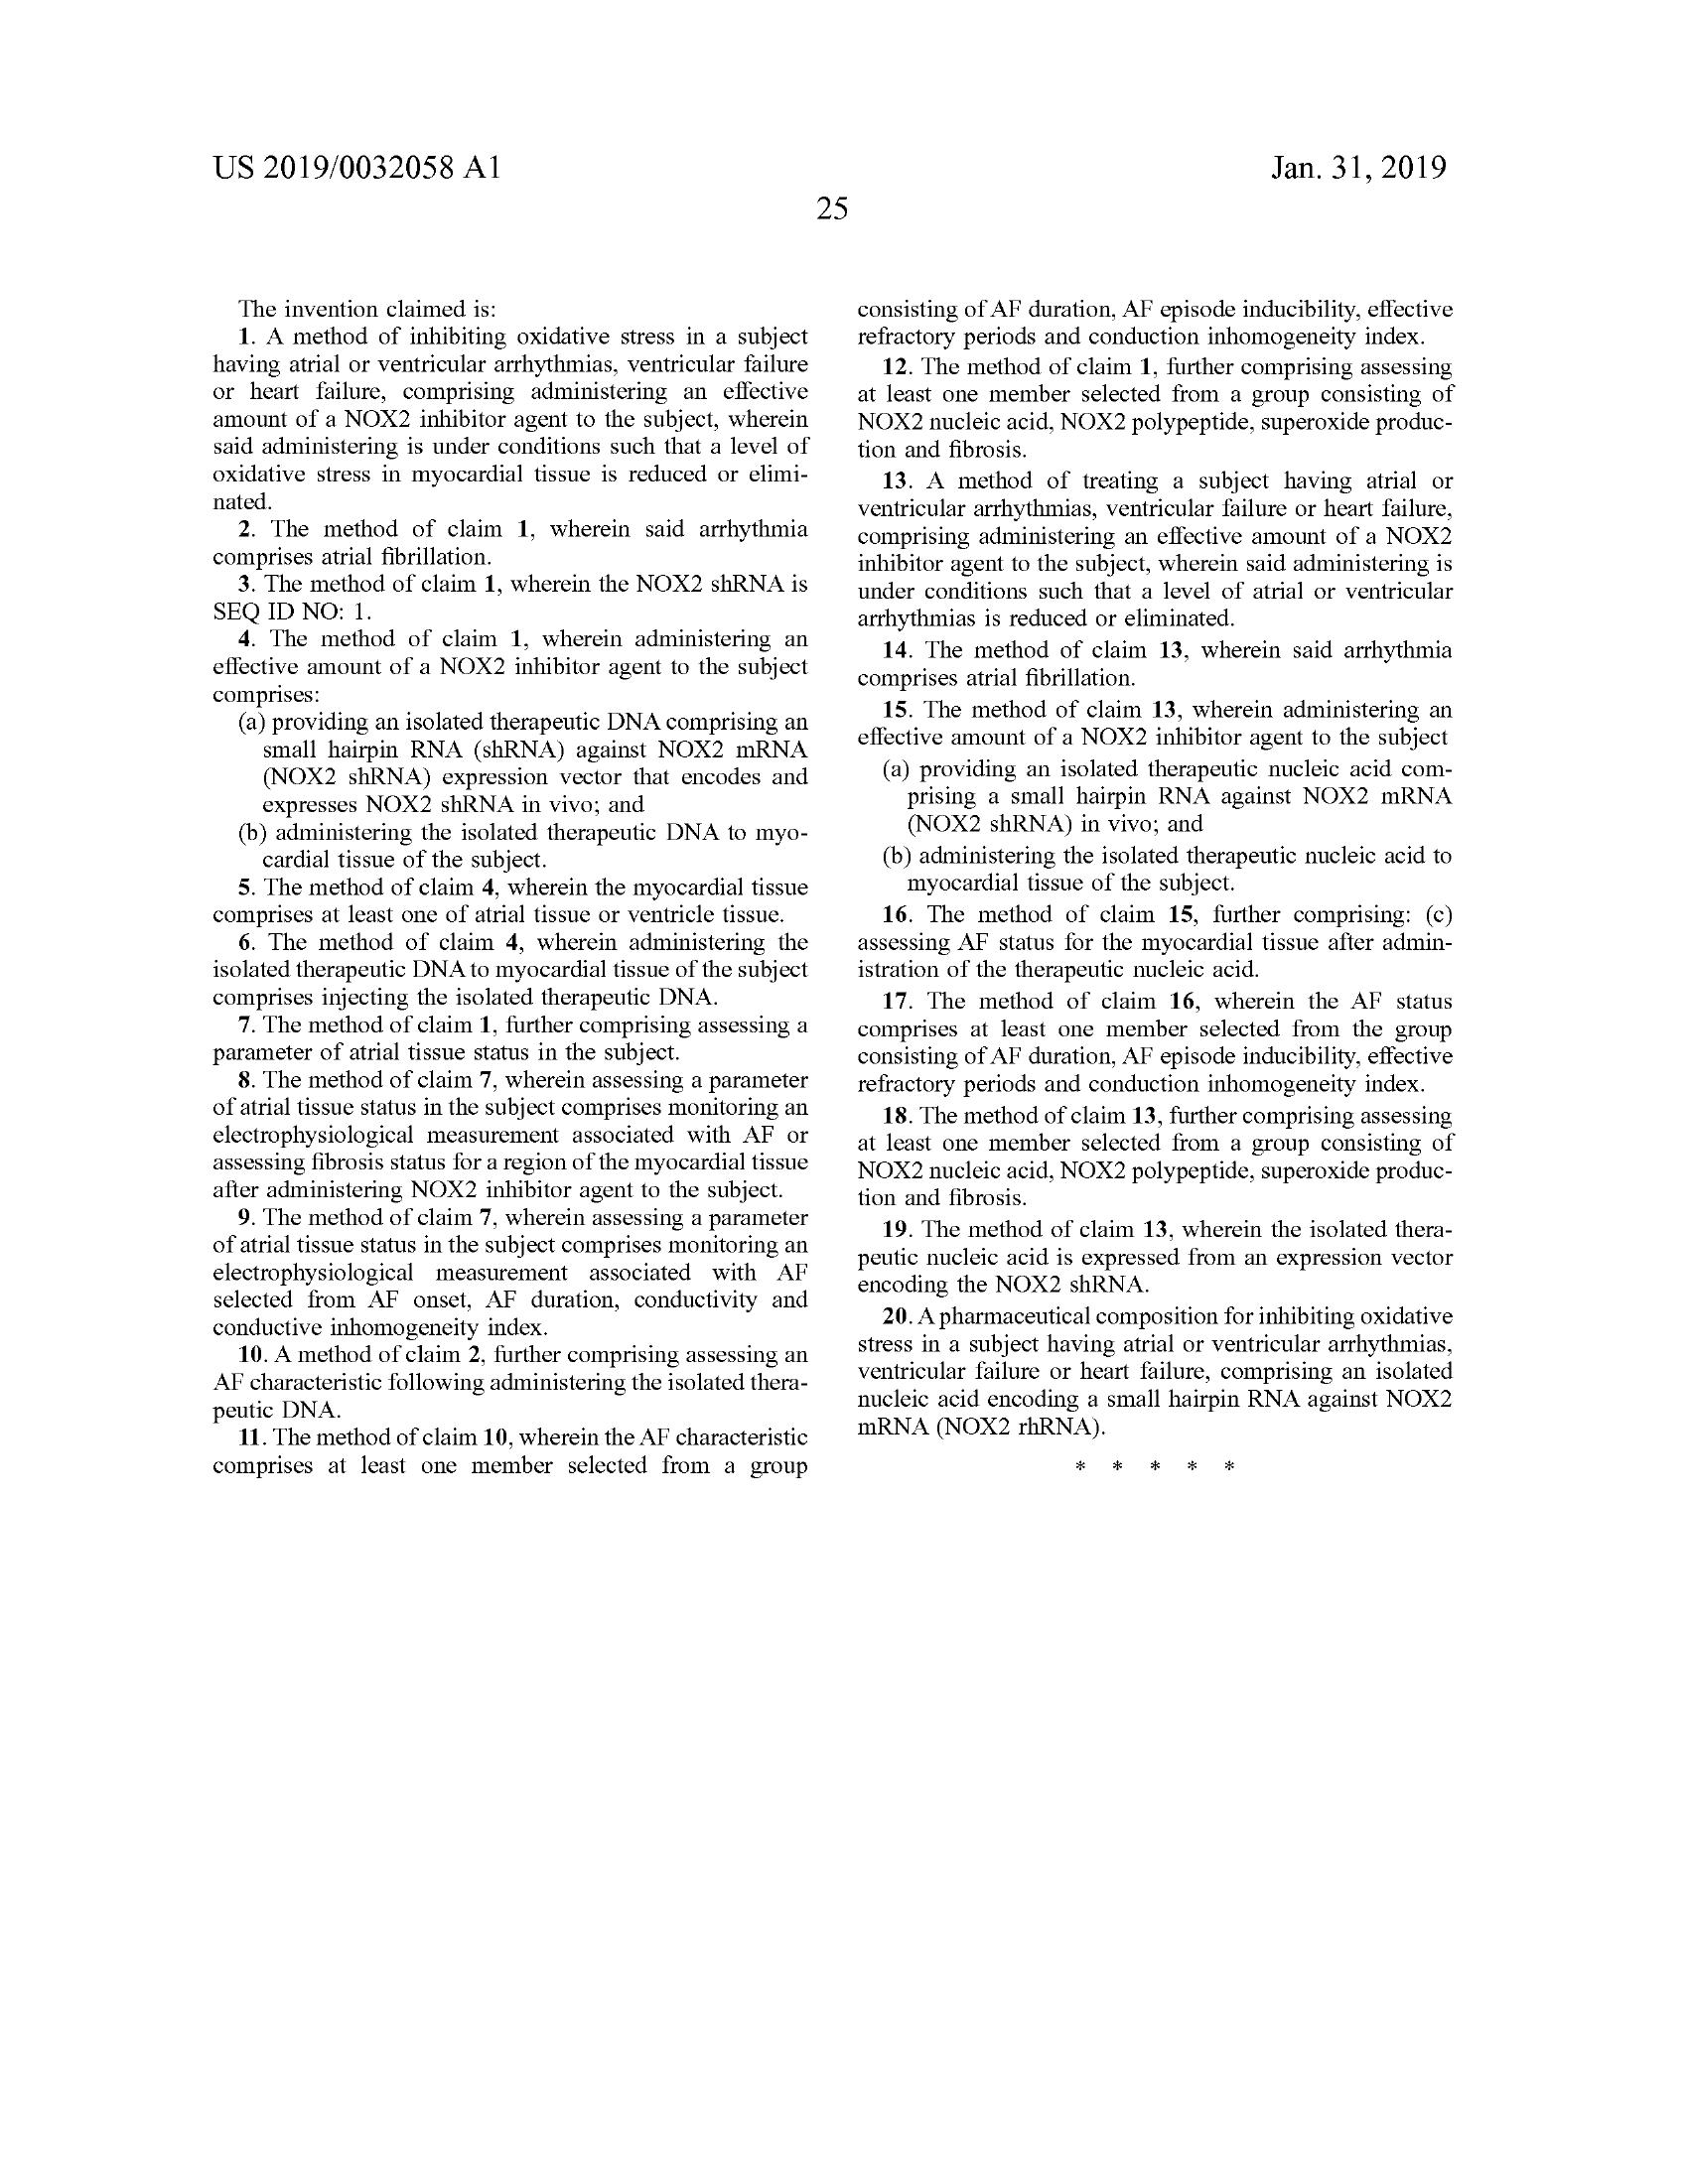 US 2019/0032058 A1
Jan. 31, 2019
25
The invention claimed is:
1. A method of inhibiting oxidative stress in a subject
having atrial or ventricular arrhythmias, ventricular failure
or heart failure, comprising administering an effective
amount of a NOX2 inhibitor agent to the subject, wherein
said administering is under conditions such that a level of
oxidative stress in myocardial tissue is reduced or elimi-
nated.
2. The method of claim 1, wherein said arrhythmia
comprises atrial fibrillation.
3. The method of claim 1, wherein the NOX2 shRNA is
SEQ ID NO: 1.
4. The method of claim 1, wherein administering an
effective amount of a NOX2 inhibitor agent to the subject
comprises:
(a) providing an isolated therapeutic DNA comprising an
small hairpin RNA (shRNA) against NOX2 mRNA
(NOX2 shRNA) expression vector that encodes and
expresses NOX2 shRNA in vivo; and
(b) administering the isolated therapeutic DNA to myo-
cardial tissue of the subject.
5. The method of claim 4, wherein the myocardial tissue
comprises at least one of atrial tissue or ventricle tissue.
6. The method of claim 4, wherein administering the
isolated therapeutic DNA to myocardial tissue of the subject
comprises injecting the isolated therapeutic DNA.
7. The method of claim 1, further comprising assessing a
parameter of atrial tissue status in the subject.
8. The method of claim 7, wherein assessing a parameter
of atrial tissue status in the subject comprises monitoring an
electrophysiological measurement associated with AF or
assessing fibrosis status for a region of the myocardial tissue
after administering NOX2 inhibitor agent to the subject.
9. The method of claim 7, wherein assessing a parameter
of atrial tissue status in the subject comprises monitoring an
electrophysiological measurement associated with AF
selected from AF onset, AF duration, conductivity and
conductive inhomogeneity index.
10. A method of claim 2, further comprising assessing an
AF characteristic following administering the isolated thera-
peutic DNA.
11. The method of claim 10, wherein the AF characteristic
comprises at least one member selected from a group
consisting of AF duration, AF episode inducibility, effective
refractory periods and conduction inhomogeneity index.
12. The method of claim 1, further comprising assessing
at least one member selected from a group consisting of
NOX2 nucleic acid, NOX2 polypeptide, superoxide produc-
tion and fibrosis.
13. A method of treating a subject having atrial or
ventricular arrhythmias, ventricular failure or heart failure,
comprising administering an effective amount of a NOX2
inhibitor agent to the subject, wherein said administering is
under conditions such that a level of atrial or ventricular
arrhythmias is reduced or eliminated.
14. The method of claim 13, wherein said arrhythmia
comprises atrial fibrillation.
15. The method of claim 13, wherein administering an
effective amount of a NOX2 inhibitor agent to the subject
(a) providing an isolated therapeutic nucleic acid com-
prising a small hairpin RNA against NOX2 mRNA
(NOX2 shRNA) in vivo; and
(b) administering the isolated therapeutic nucleic acid to
myocardial tissue of the subject.
16. The method of claim 15, further comprising: (c)
assessing AF status for the myocardial tissue after admin-
istration of the therapeutic nucleic acid.
17. The method of claim 16, wherein the AF status
comprises at least one member selected from the group
consisting of AF duration, AF episode inducibility, effective
refractory periods and conduction inhomogeneity index.
18. The method of claim 13, further comprising assessing
at least one member selected from a group consisting of
NOX2 nucleic acid, NOX2 polypeptide, superoxide produc-
tion and fibrosis.
19. The method of claim 13, wherein the isolated thera-
peutic nucleic acid is expressed from an expression vector
encoding the NOX2 shRNA.
20. A pharmaceutical composition for inhibiting oxidative
stress in a subject having atrial or ventricular arrhythmias,
ventricular failure or heart failure, comprising an isolated
nucleic acid encoding a small hairpin RNA against NOX2
mRNA (NOX2 rhRNA).
* * * * *